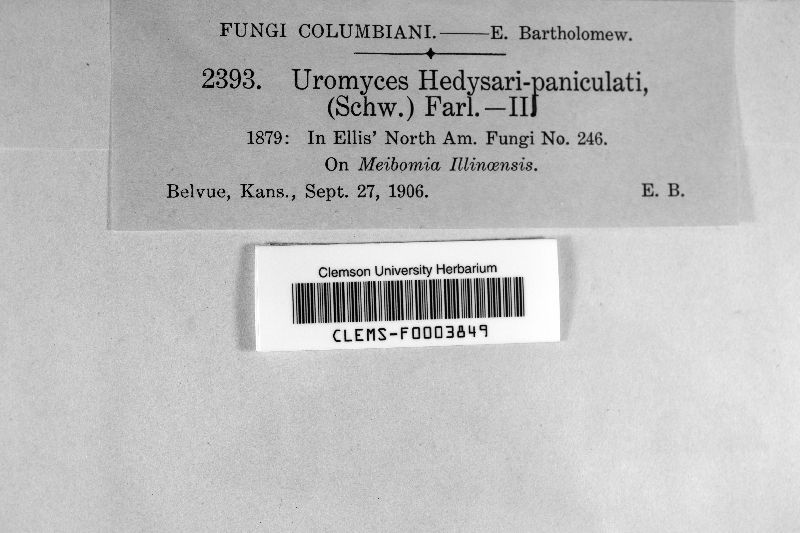 FUNGI COLUMBIANI.——E. Bartholomew.
2393. Uromyces Hedysari-paniculati,
(Schw.) Farl.—III
1879: In Ellis' North Am. Fungi No. 246.
On Meibomia Illinœnsis.
Belvue, Kans., Sept. 27, 1906. E. B.
Clemson University Herbarium
CLEMS-F0003849